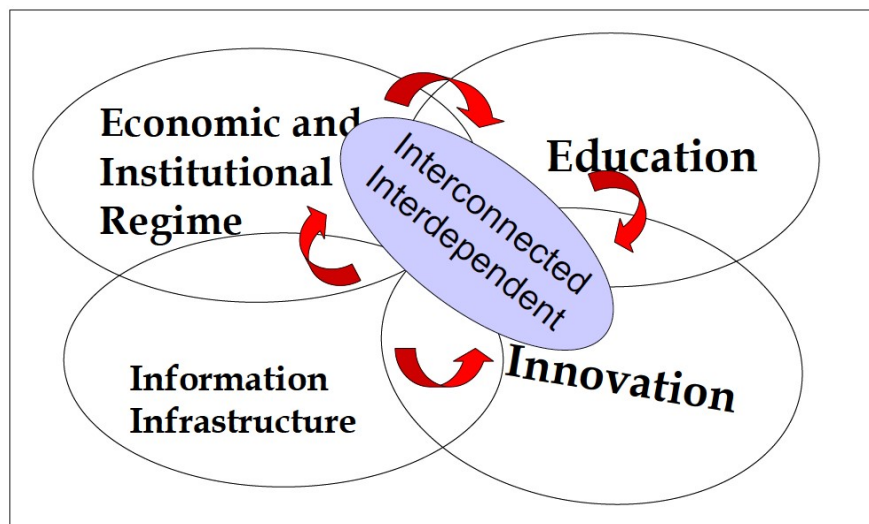 Economic and
Institutional
Regime
Education
Interconnected
Interdependent
Information
Infrastructure
Innovation